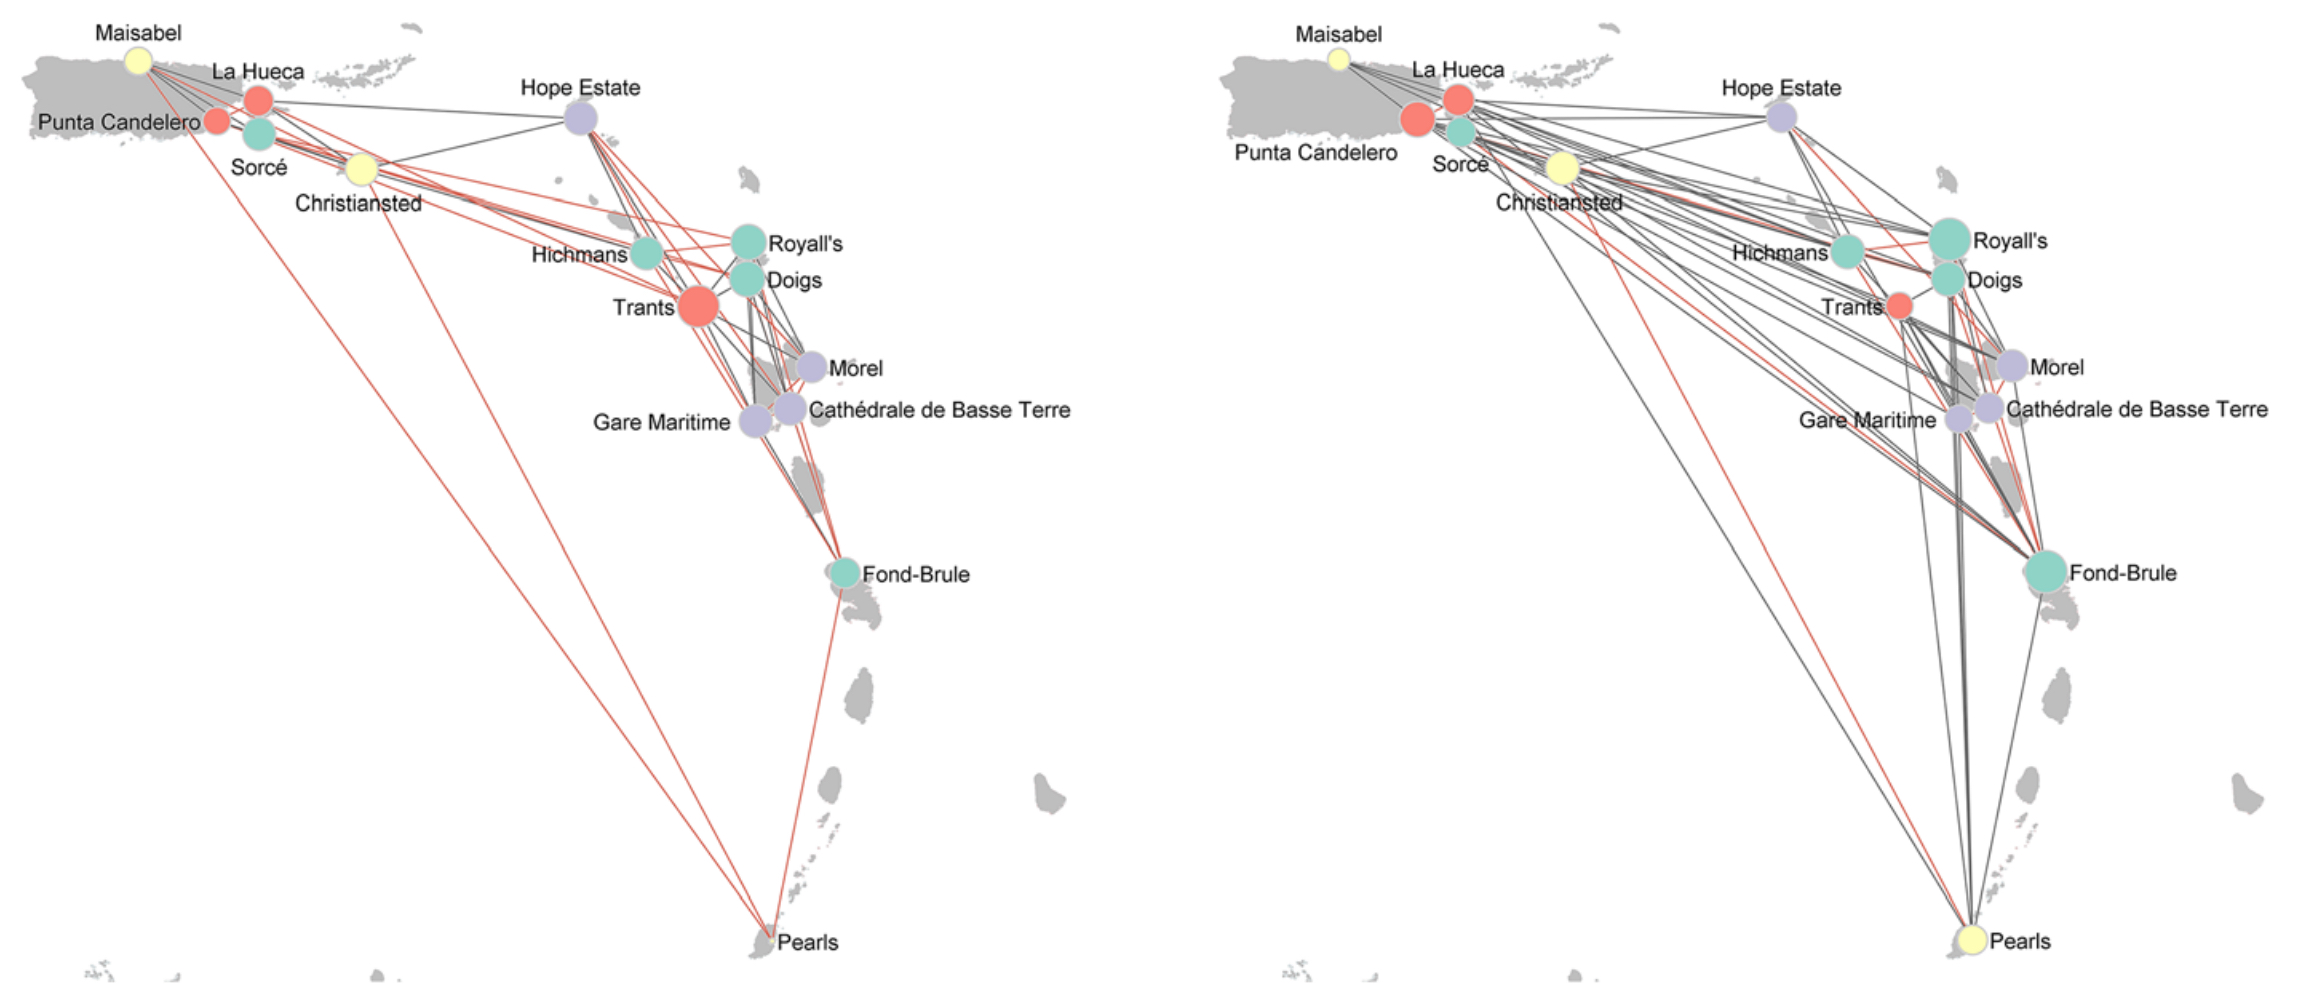 Maisabel
La Hueca
Hope Estate
Punta Candelero
Sorcé
Christiansted
Royall's
Hichmans
Doigs
Trants
Morel
Cathédrale de Basse Terre
Gare Maritime
Fond-Brule
Pearls
Maisabel
La Hueca
Hope Estate
Punta Candelero
Sorcé
Christiansted
Royall's
Hichmans
Doigs
Trants
Morel
Cathédrale de Basse Terre
Gare Maritime
Fond-Brule
Pearls